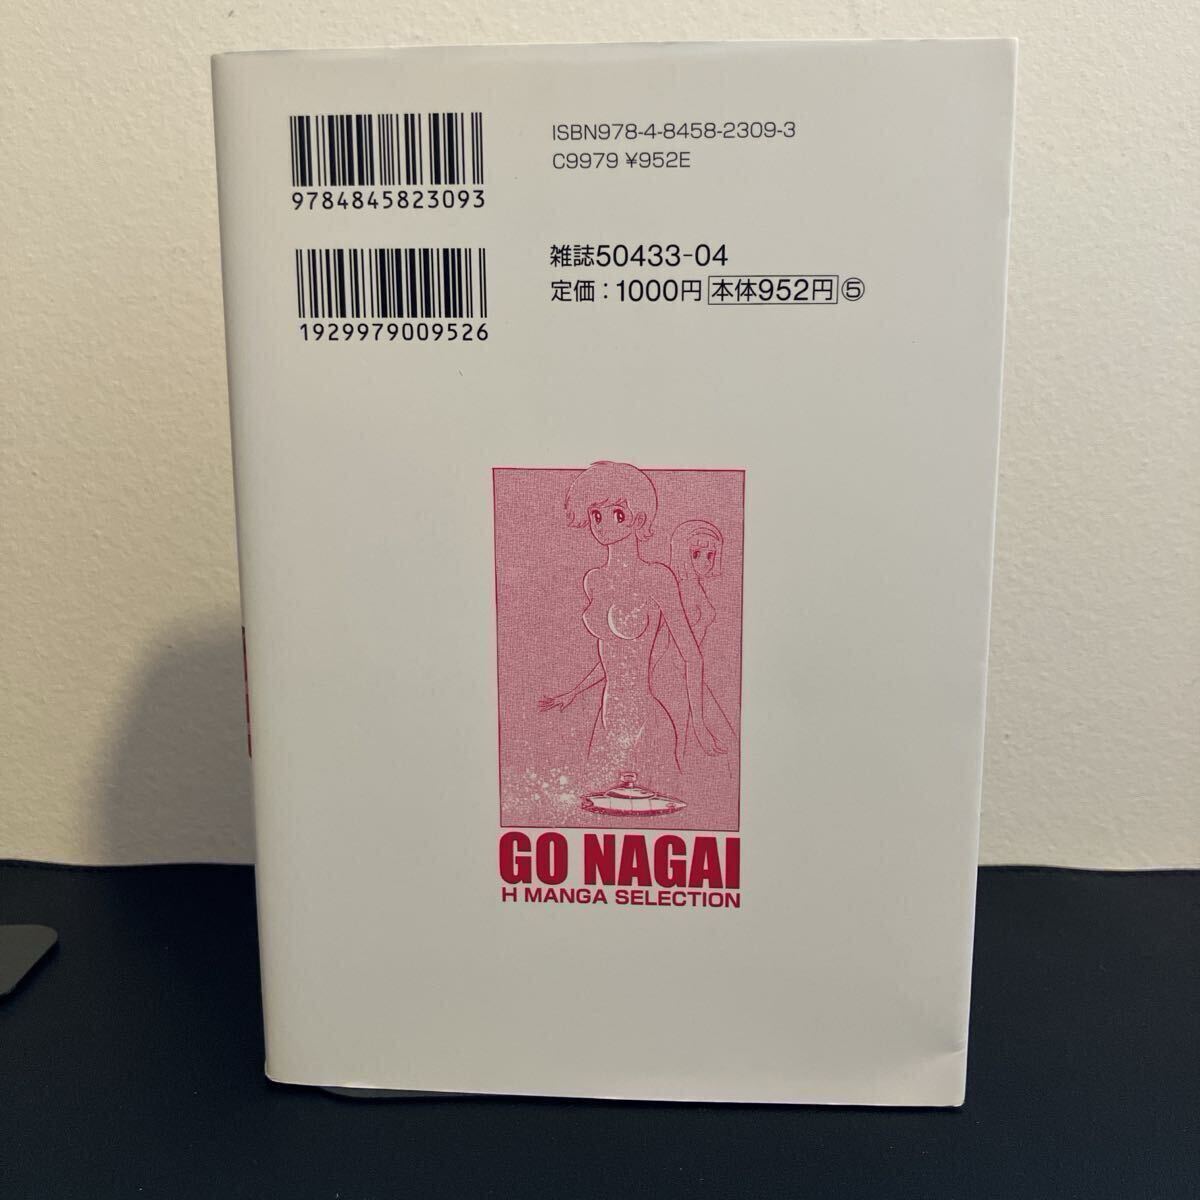 9784845823093
ISBN978-4-8458-2309-3
C9979 ¥952E
1929979009526
雑誌50433-04
定価：1000円 本体952円 ⑤
GO NAGAI
H MANGA SELECTION